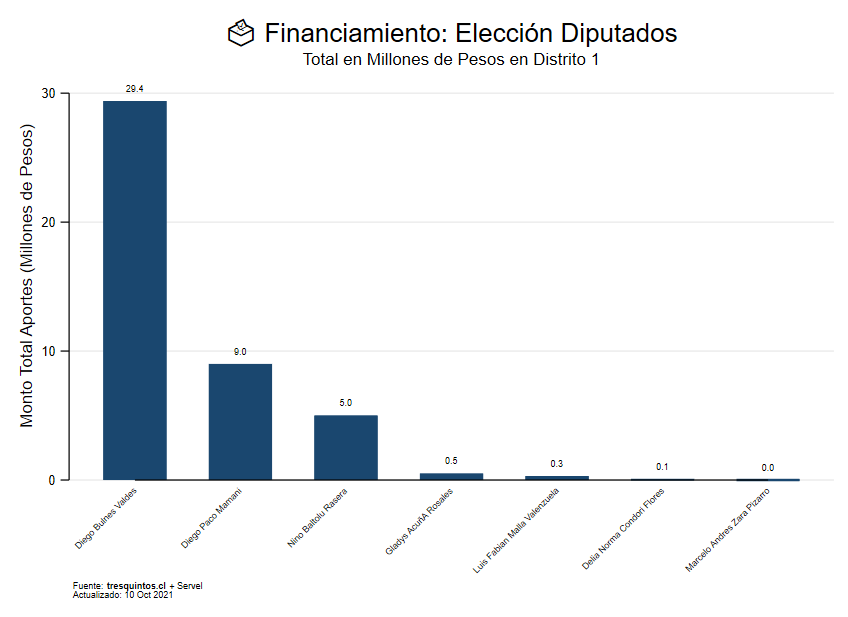 Financiamiento: Elección Diputados
Total en Millones de Pesos en Distrito 1
Monto Total Aportes (Millones de Pesos)
30
20
10
0
29.4
9.0
5.0
0.5
0.3
0.1
0.0
Diego Bulnes Valdes
Diego Paco Mamani
Nino Baltolu Rasera
Gladys AcuñA Rosales
Luis Fabian Malla Valenzuela
Delia Norma Condori Flores
Marcelo Andres Zara Pizarro
Fuente: tresquintos.cl + Servel
Actualizado: 10 Oct 2021